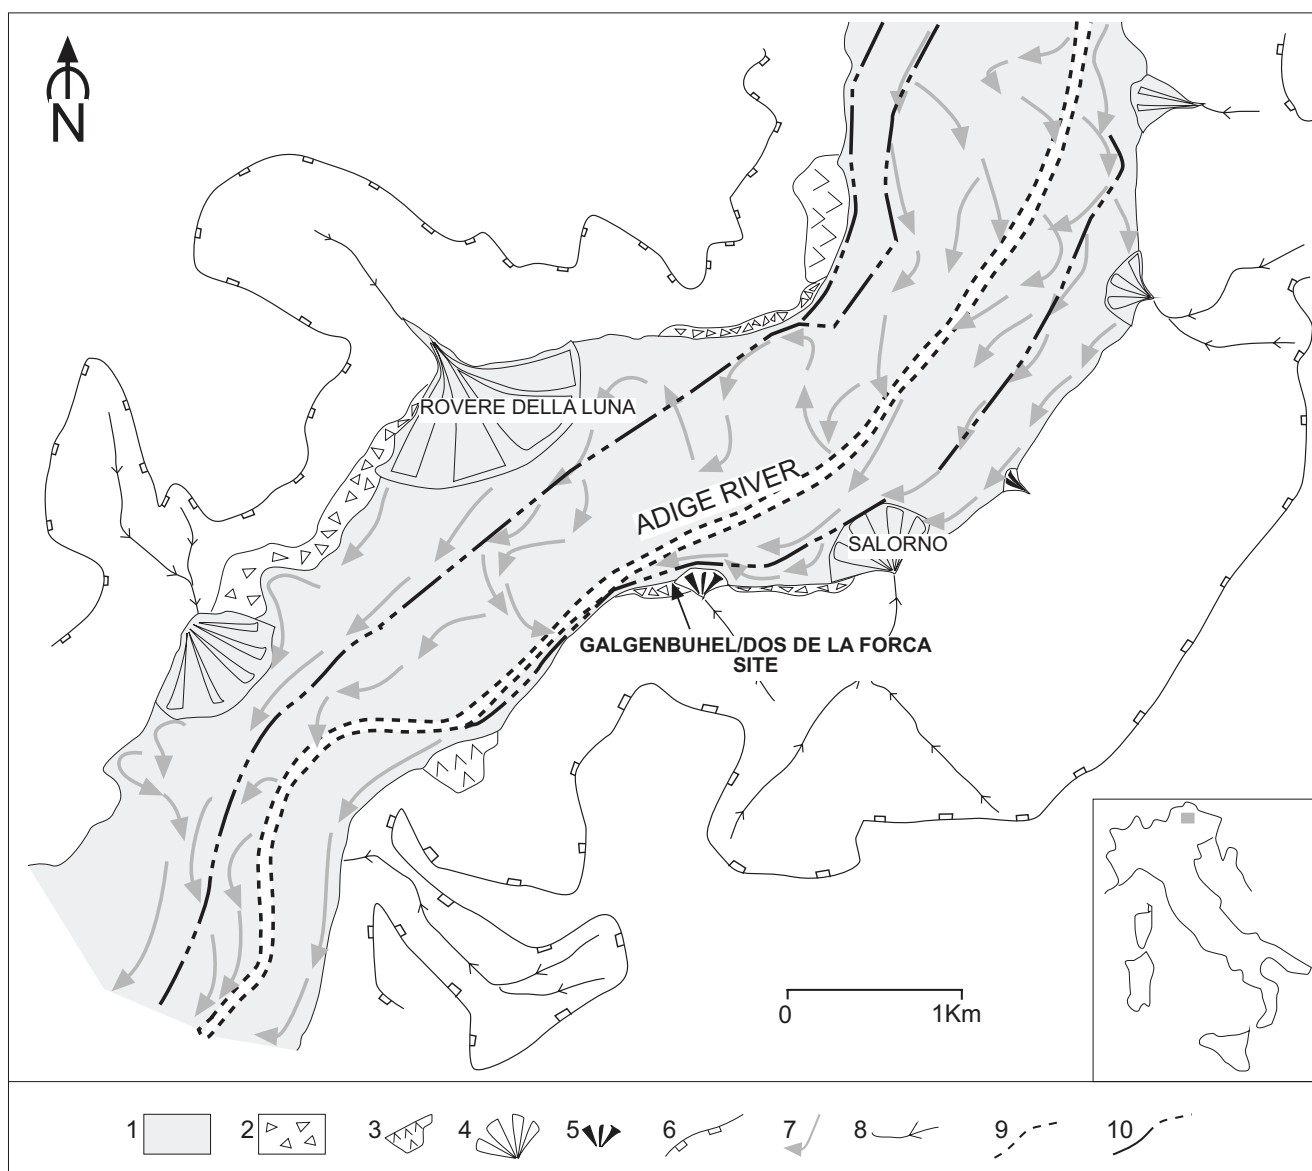 N
ROVERE DELLA LUNA
ADIGE RIVER
SALORNO
GALGENBUHEL/DOS DE LA FORCA
SITE
0 1Km
1 2 3 4 5 6 7 8 9 10